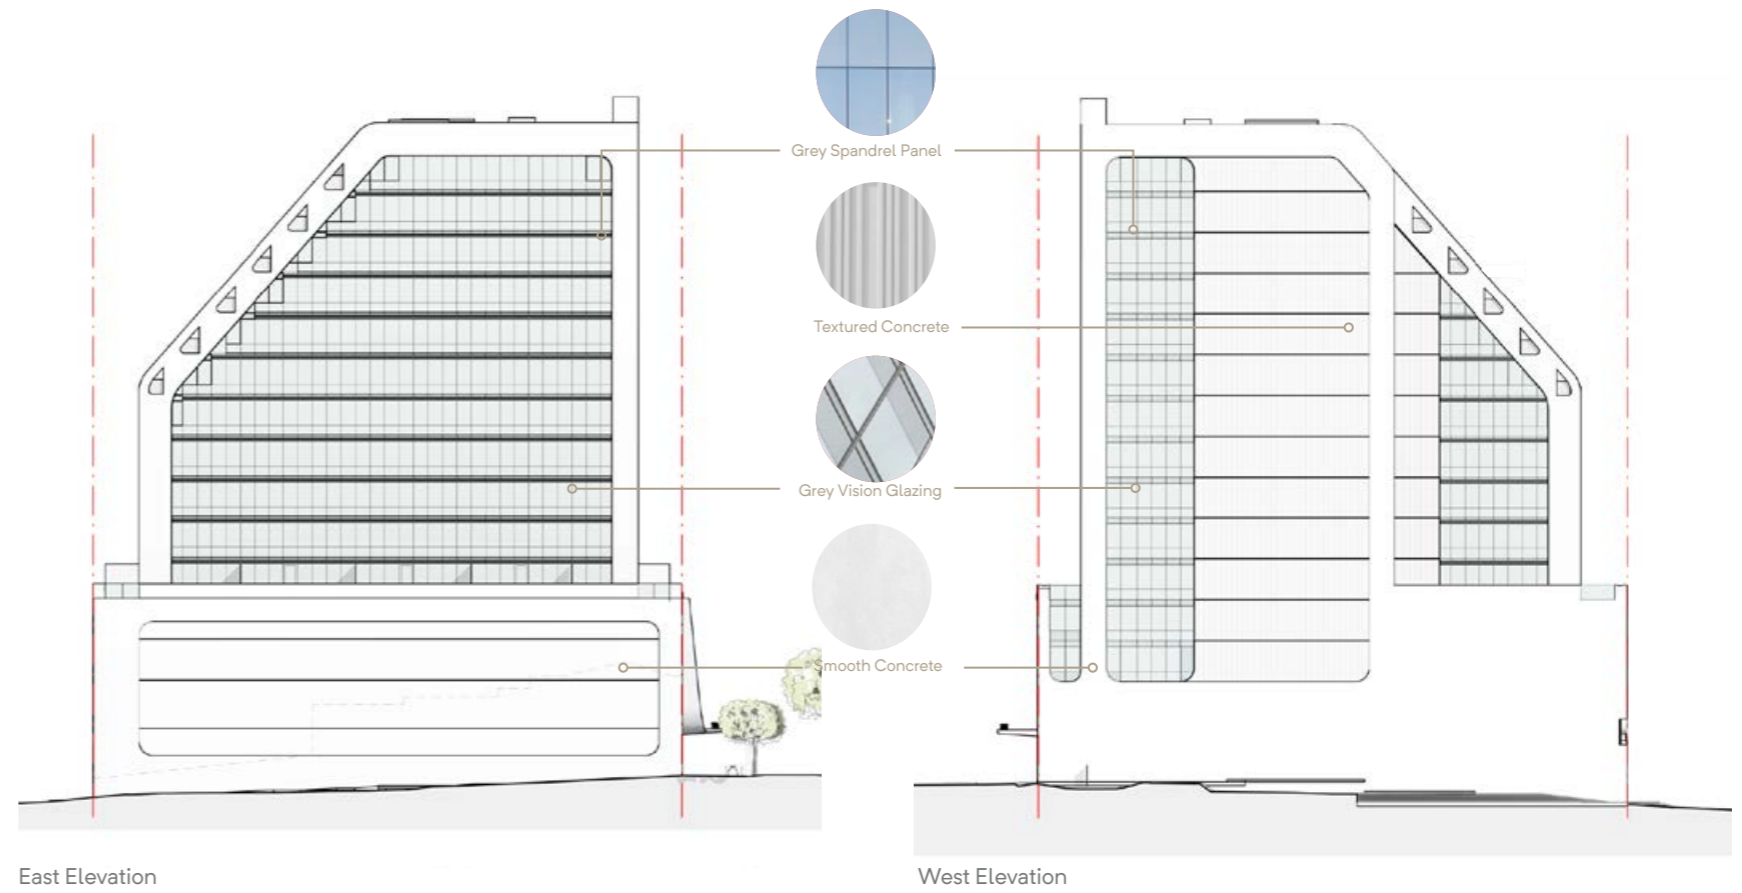 Grey Spandrel Panel
Textured Concrete
Grey Vision Glazing
Smooth Concrete
East Elevation
West Elevation